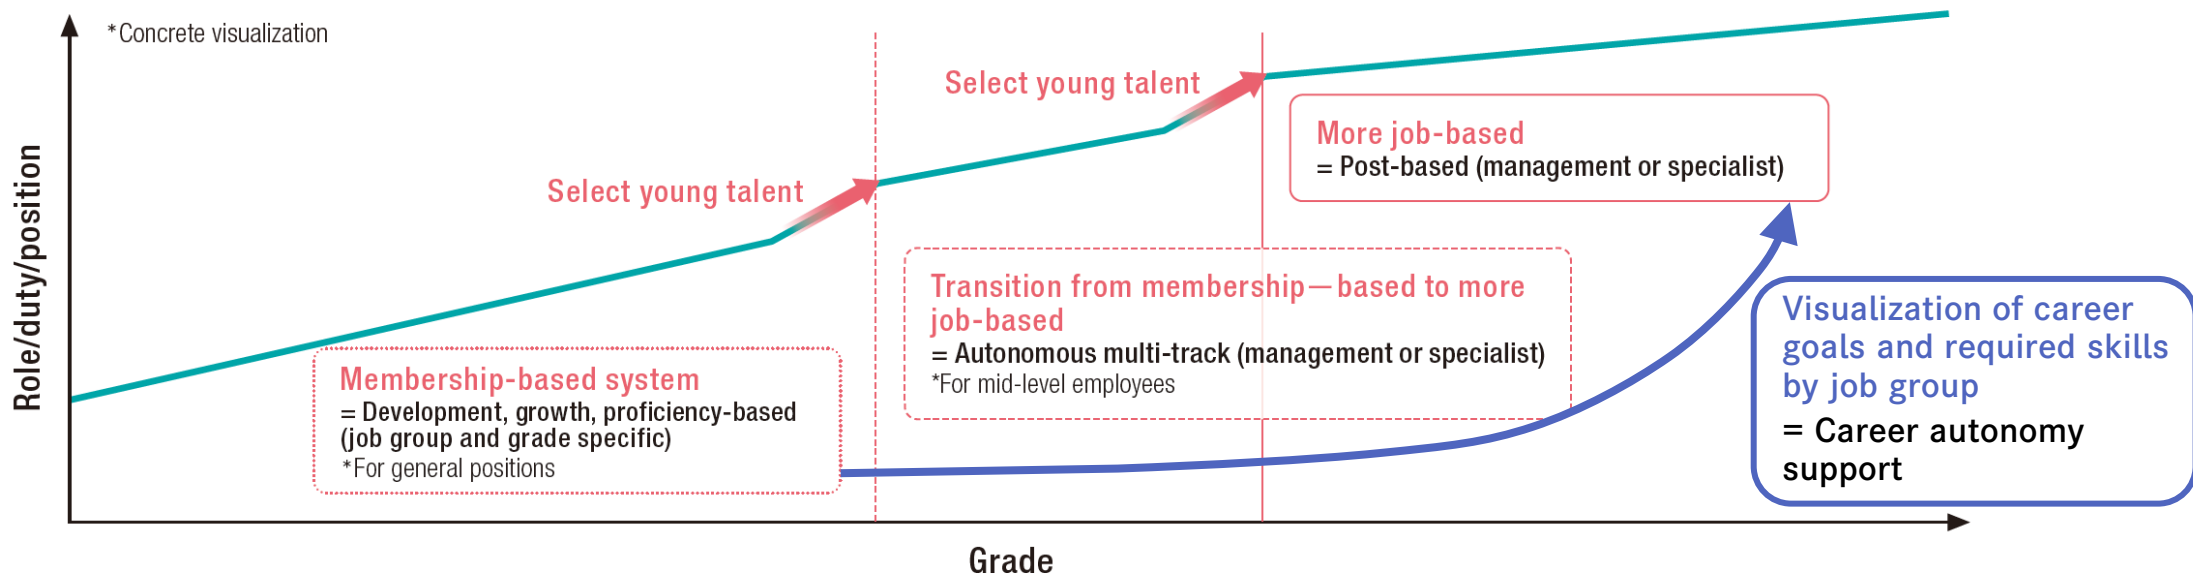 *Concrete visualization
Select young talent
Select young talent
More job-based
= Post-based (management or specialist)
Transition from membership—based to more
job-based
= Autonomous multi-track (management or specialist)
*For mid-level employees
Membership-based system
= Development, growth, proficiency-based
(job group and grade specific)
*For general positions
Visualization of career
goals and required skills
by job group
= Career autonomy
support
Role/duty/position
Grade